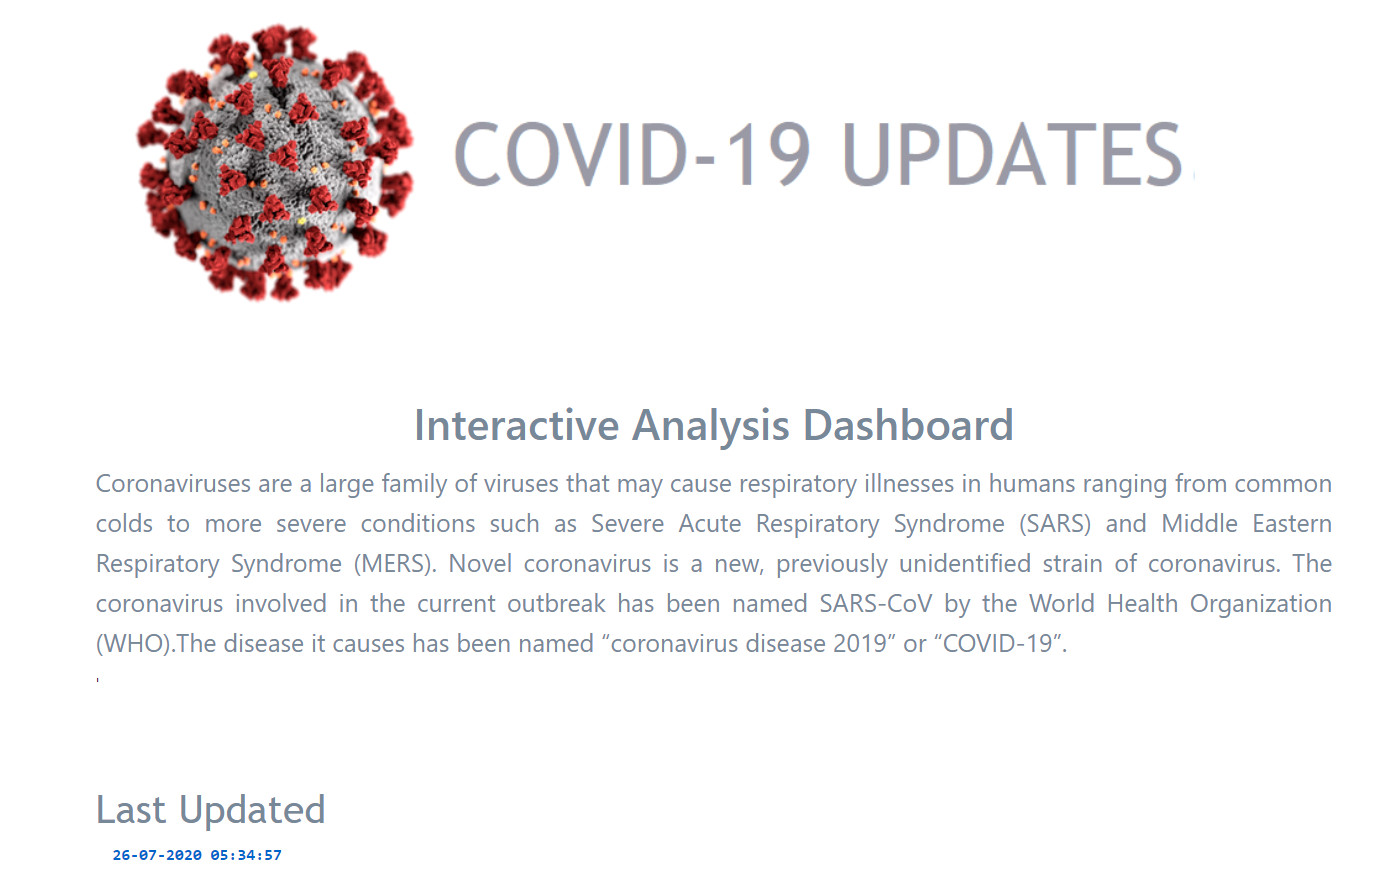 COVID-19 UPDATES
Interactive Analysis Dashboard
Coronaviruses are a large family of viruses that may cause respiratory illnesses in humans ranging from common
colds to more severe conditions such as Severe Acute Respiratory Syndrome (SARS) and Middle Eastern
Respiratory Syndrome (MERS). Novel coronavirus is a new, previously unidentified strain of coronavirus. The
coronavirus involved in the current outbreak has been named SARS-CoV by the World Health Organization
(WHO).The disease it causes has been named “coronavirus disease 2019” or “COVID-19”.
'
Last Updated
26-07-2020 05:34:57